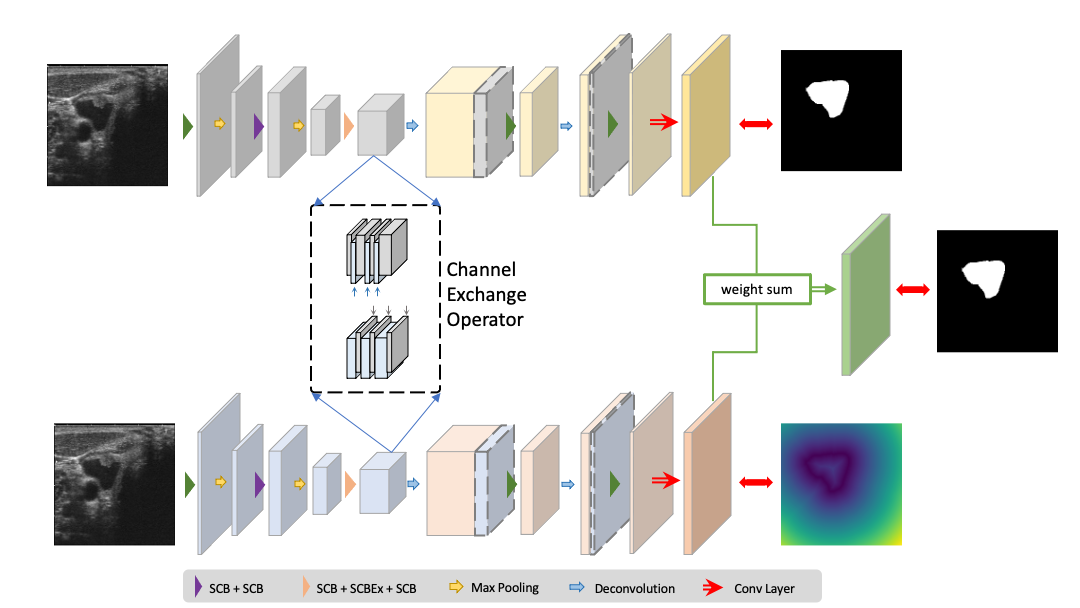 Channel
Exchange
Operator
weight sum
SCB + SCB
SCB + SCBEx + SCB
Max Pooling
Deconvolution
Conv Layer